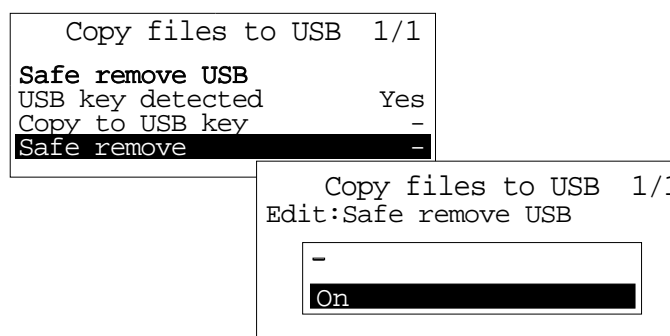 Copy files to USB 1/1
Safe remove USB
USB key detected Yes
Copy to USB key -
Safe remove -
Copy files to USB 1/1
Edit:Safe remove USB
-
On